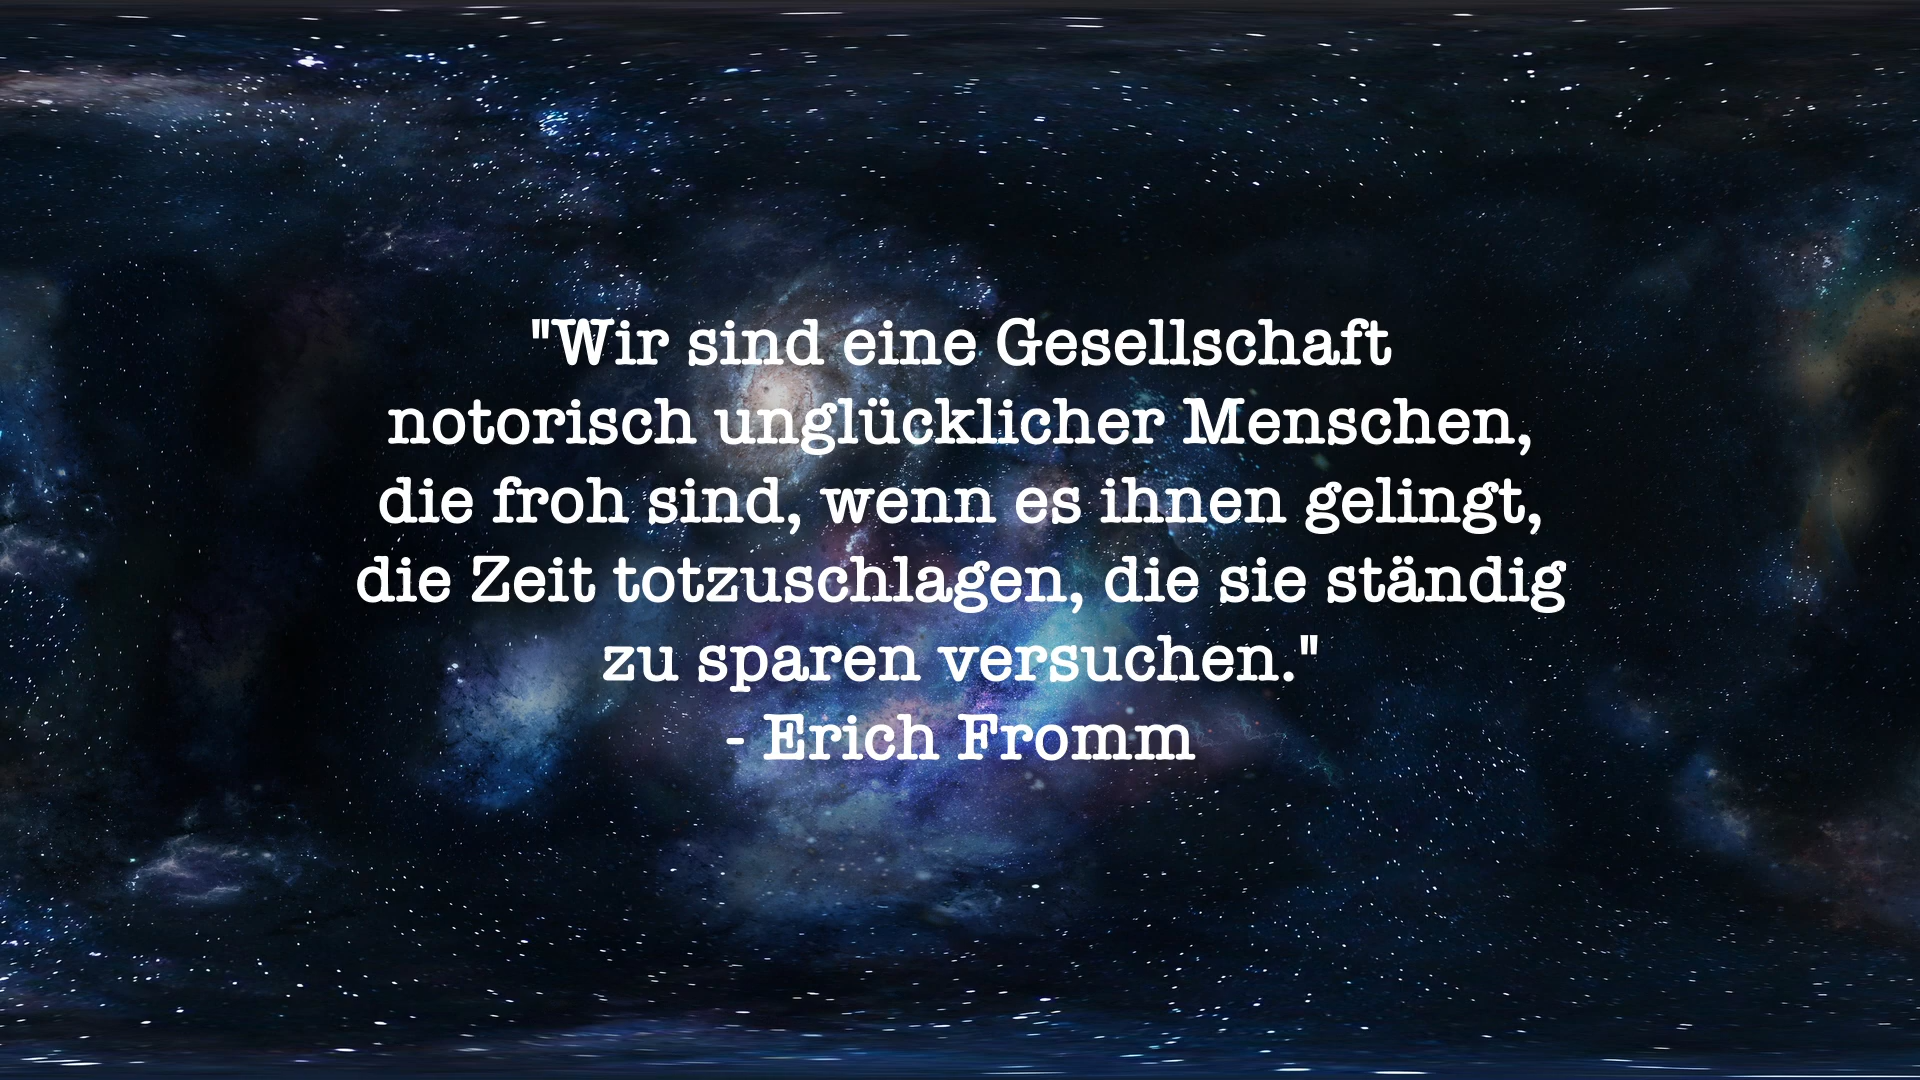 "Wir sind eine Gesellschaft
notorisch unglücklicher Menschen,
die froh sind, wenn es ihnen gelingt,
die Zeit totzuschlagen, die sie ständig
zu sparen versuchen."
- Erich Fromm